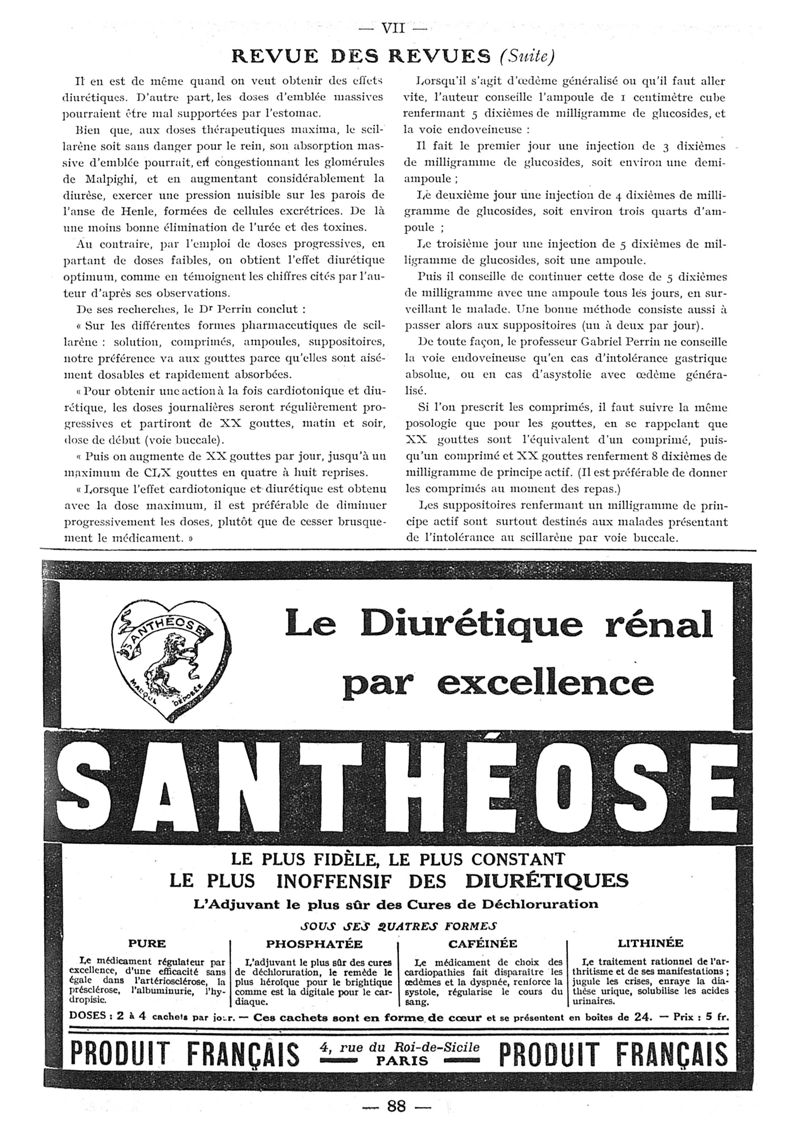 — VII —
REVUE DES REVUES (Suite)
Il en est de même quand on veut obtenir des effets
diurétiques. D'autre part, les doses d'emblée massives
pourraient être mal supportées par l'estomac.
Bien que, aux doses thérapeutiques maxima, le scil-
larène soit sans danger pour le rein, son absorption mas-
sive d'emblée pourrait, en congestionnant les glomérules
de Malpighi, et en augmentant considérablement la
diurèse, exercer une pression nuisible sur les parois de
l'anse de Henle, formées de cellules excrétrices. De là
une moins bonne élimination de l'urée et des toxines.
Au contraire, par l'emploi de doses progressives, en
partant de doses faibles, on obtient l'effet diurétique
optimum, comme en témoignent les chiffres cités par l'au-
teur d'après ses observations.
De ses recherches, le Dr Perrin conclut :
« Sur les différentes formes pharmaceutiques de scil-
larène : solution, comprimés, ampoules, suppositoires,
notre préférence va aux gouttes parce qu'elles sont aisé-
ment dosables et rapidement absorbées.
« Pour obtenir une action à la fois cardiotonique et diu-
rétique, les doses journalières seront régulièrement pro-
gressives et partiront de XX gouttes, matin et soir,
dose de début (voie buccale).
« Puis on augmente de XX gouttes par jour, jusqu'à un
maximum de CLX gouttes en quatre à huit reprises.
« Lorsque l'effet cardiotonique et diurétique est obtenu
avec la dose maximum, il est préférable de diminuer
progressivement les doses, plutôt que de cesser brusque-
ment le médicament. »
Lorsqu'il s'agit d'œdème généralisé ou qu'il faut aller
vite, l'auteur conseille l'ampoule de 1 centimètre cube
renfermant 5 dixièmes de milligramme de glucosides, et
la voie endoveineuse :
Il fait le premier jour une injection de 3 dixièmes
de milligramme de glucosides, soit environ une demi-
ampoule ;
Le deuxième jour une injection de 4 dixièmes de milli-
gramme de glucosides, soit environ trois quarts d'am-
poule ;
Le troisième jour une injection de 5 dixièmes de mil-
ligramme de glucosides, soit une ampoule.
Puis il conseille de continuer cette dose de 5 dixièmes
de milligramme avec une ampoule tous les jours, en sur-
veillant le malade. Une bonne méthode consiste aussi à
passer alors aux suppositoires (un à deux par jour).
De toute façon, le professeur Gabriel Perrin ne conseille
la voie endoveineuse qu'en cas d'intolérance gastrique
absolue, ou en cas d'asystolie avec œdème généra-
lisé.
Si l'on prescrit les comprimés, il faut suivre la même
posologie que pour les gouttes, en se rappelant que
XX gouttes sont l'équivalent d'un comprimé, puis-
qu'un comprimé et XX gouttes renferment 8 dixièmes de
milligramme de principe actif. (Il est préférable de donner
les comprimés au moment des repas.)
Les suppositoires renfermant un milligramme de prin-
cipe actif sont surtout destinés aux malades présentant
de l'intolérance au scillarène par voie buccale.
SANTHÉOSE
MARQUE DÉPOSÉE
Le Diurétique rénal
par excellence
SANTHÉOSE
LE PLUS FIDÈLE, LE PLUS CONSTANT
LE PLUS INOFFENSIF DES DIURÉTIQUES
L'Adjuvant le plus sûr des Cures de Déchloruration
SOUS SES QUATRES FORMES
PURE
Le médicament régulateur par
excellence, d'une efficacité sans
égale dans l'artériosclérose, la
présclérose, l'albuminurie, l'hy-
dropisic.
PHOSPHATÉE
L'adjuvant le plus sûr des cures
de déchloruration, le remède le
plus héroïque pour le brightique
comme est la digitale pour le car-
diaque.
CAFÉINÉE
Le médicament de choix des
cardiopathies fait disparaître les
œdèmes et la dyspnée, renforce la
systole, régularise le cours du
sang.
LITHINÉE
Le traitement rationnel de l'ar-
thritisme et de ses manifestations ;
jugule les crises, enraye la dia-
thèse urique, solubilise les acides
urinaires.
DOSES : 2 à 4 cachets par jour. — Ces cachets sont en forme de cœur et se présentent en boîtes de 24. — Prix : 5 fr.
PRODUIT FRANÇAIS
4, rue du Roi-de-Sicile
PARIS
PRODUIT FRANÇAIS
— 88 —